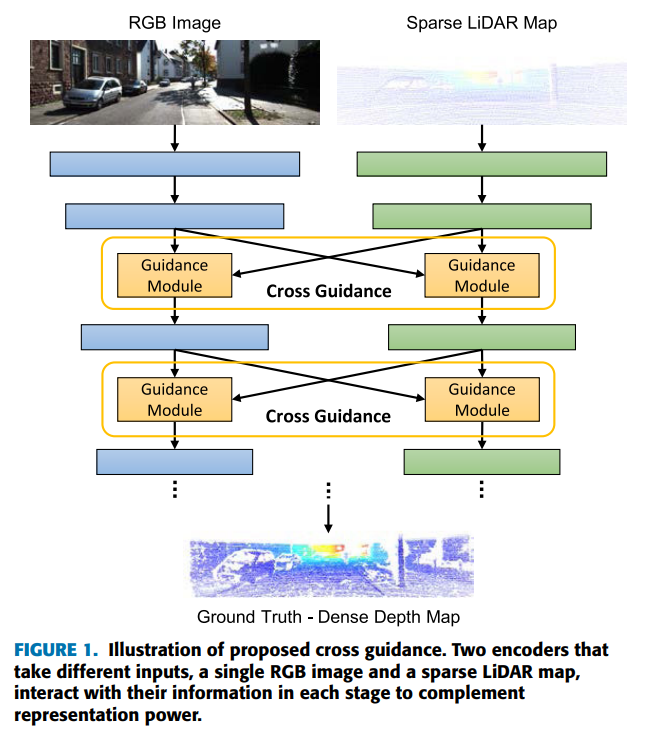 RGB Image
Sparse LiDAR Map
Guidance
Module
Guidance
Module
Cross Guidance
Guidance
Module
Guidance
Module
Cross Guidance
Ground Truth - Dense Depth Map
FIGURE 1. Illustration of proposed cross guidance. Two encoders that
take different inputs, a single RGB image and a sparse LiDAR map,
interact with their information in each stage to complement
representation power.